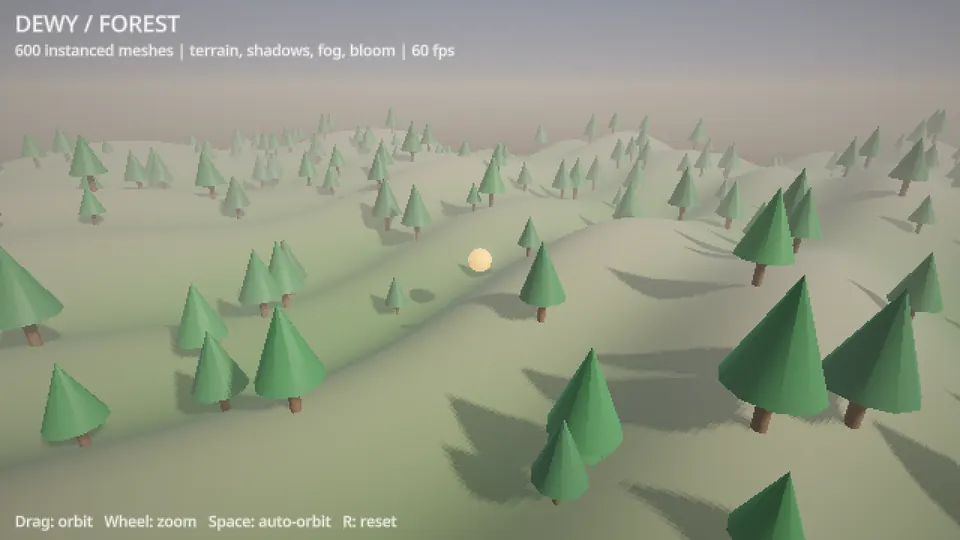 DEWY / FOREST
600 instanced meshes | terrain, shadows, fog, bloom | 60 fps
Drag: orbit Wheel: zoom Space: auto-orbit R: reset